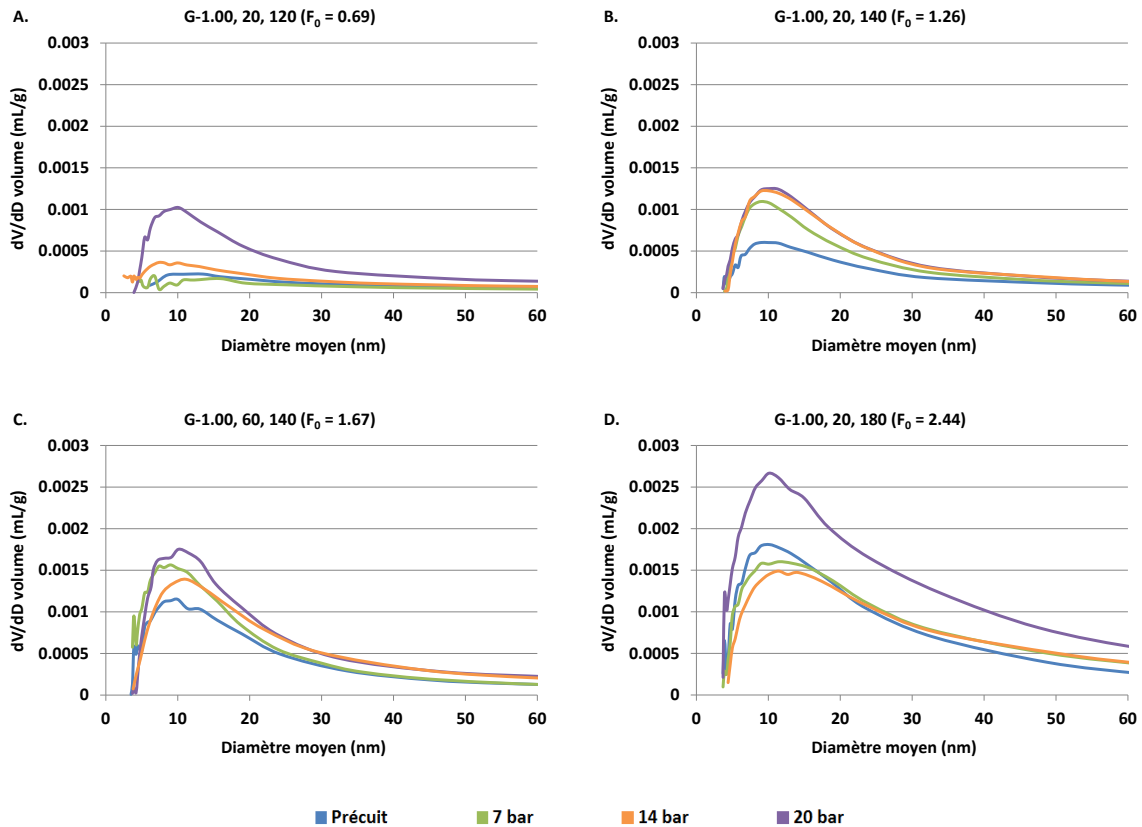 A.
G-1.00, 20, 120 (F0 = 0.69)
dV/dD volume (mL/g)
0.003
0.0025
0.002
0.0015
0.001
0.0005
0
0 10 20 30 40 50 60
Diamètre moyen (nm)
B.
G-1.00, 20, 140 (F0 = 1.26)
dV/dD volume (mL/g)
0.003
0.0025
0.002
0.0015
0.001
0.0005
0
0 10 20 30 40 50 60
Diamètre moyen (nm)
C.
G-1.00, 60, 140 (F0 = 1.67)
dV/dD volume (mL/g)
0.003
0.0025
0.002
0.0015
0.001
0.0005
0
0 10 20 30 40 50 60
Diamètre moyen (nm)
D.
G-1.00, 20, 180 (F0 = 2.44)
dV/dD volume (mL/g)
0.003
0.0025
0.002
0.0015
0.001
0.0005
0
0 10 20 30 40 50 60
Diamètre moyen (nm)
Précuit 7 bar 14 bar 20 bar